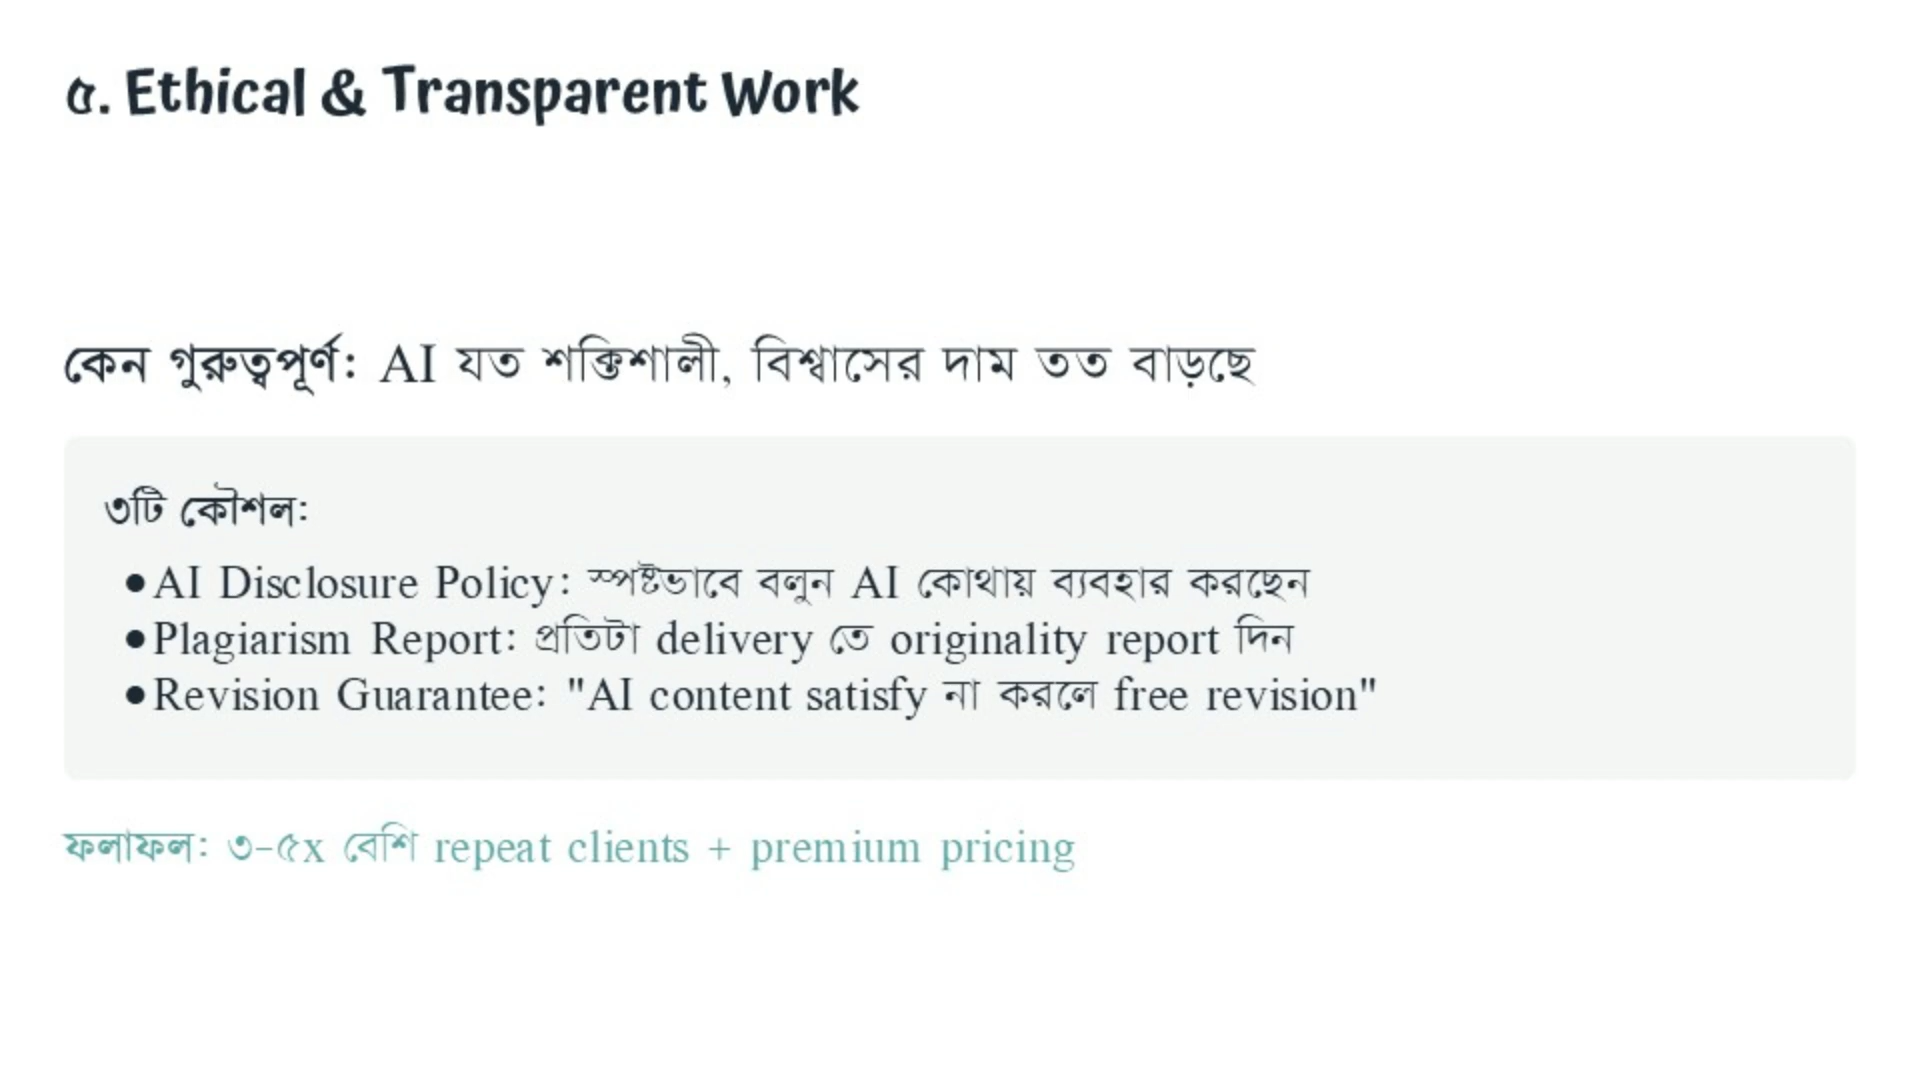 ৫. Ethical & Transparent Work
কেন গুরুত্বপূর্ণ: AI যত শক্তিশালী, বিশ্বাসের দাম তত বাড়ছে
৩টি কৌশল:
●AI Disclosure Policy: স্পষ্টভাবে বলুন AI কোথায় ব্যবহার করছেন
●Plagiarism Report: প্রতিটা delivery তে originality report দিন
●Revision Guarantee: "AI content satisfy না করলে free revision"
ফলাফল: ৩-৫x বেশি repeat clients + premium pricing